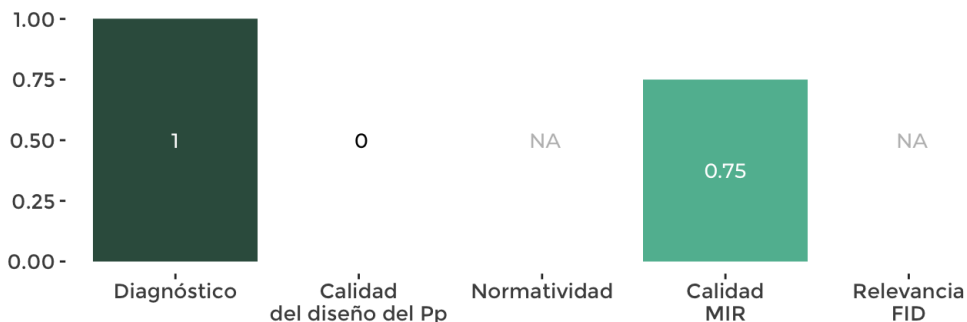 1.00
0.75
0.50
0.25
0.00
1
0
NA
0.75
NA
Diagnóstico
Calidad
del diseño del Pp
Normatividad
Calidad
MIR
Relevancia
FID